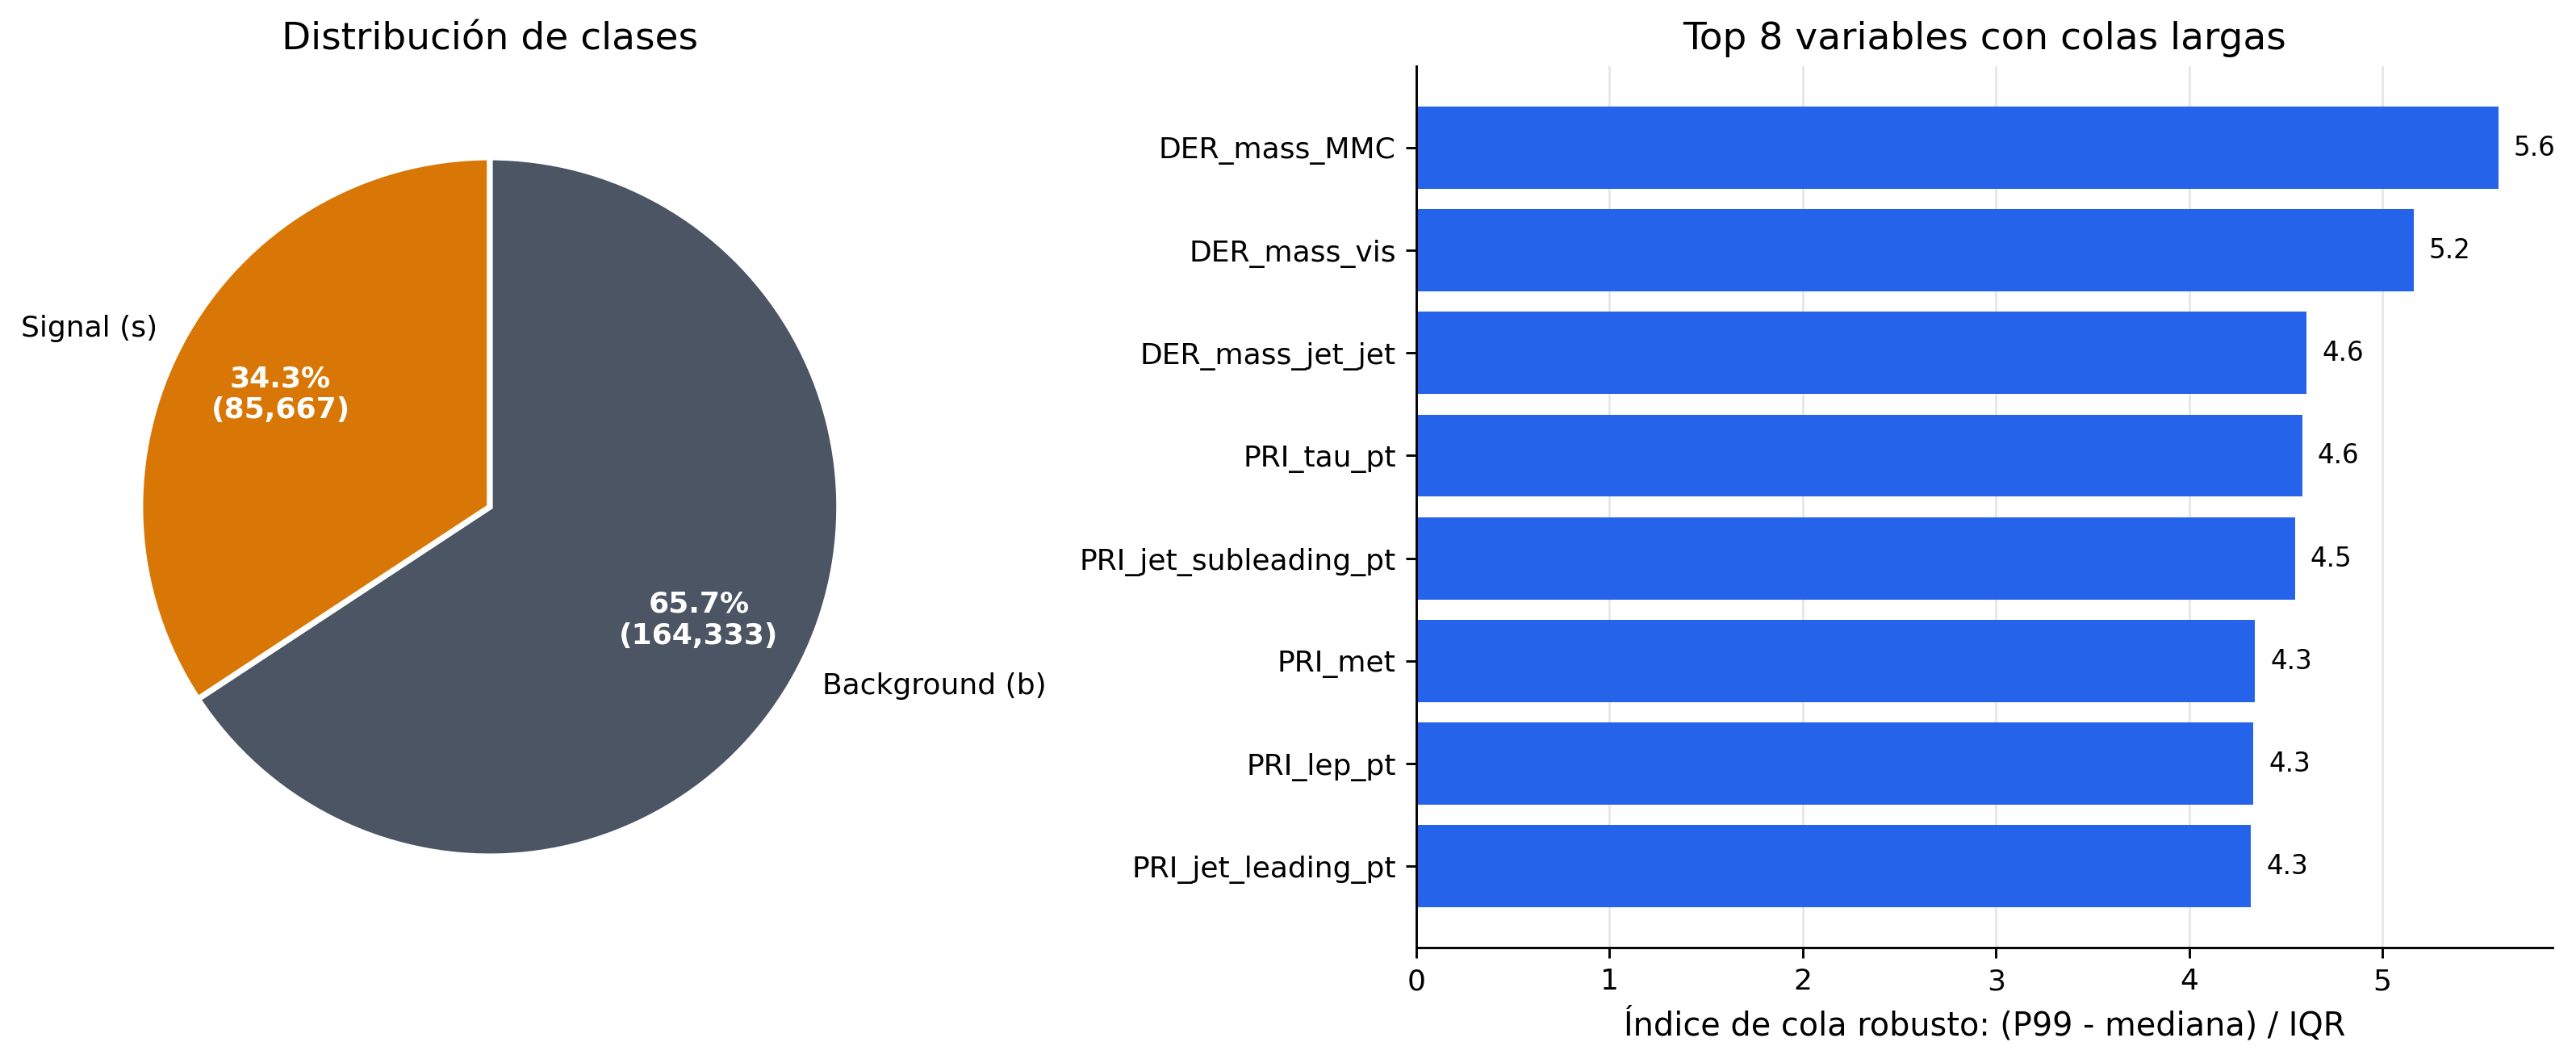 Distribución de clases
Signal (s)
34.3%
(85,667)
65.7%
(164,333)
Background (b)
Top 8 variables con colas largas
DER_mass_MMC
5.6
DER_mass_vis
5.2
DER_mass_jet_jet
4.6
PRI_tau_pt
4.6
PRI_jet_subleading_pt
4.5
PRI_met
4.3
PRI_lep_pt
4.3
PRI_jet_leading_pt
4.3
0 1 2 3 4 5
Índice de cola robusto: (P99 - mediana) / IQR